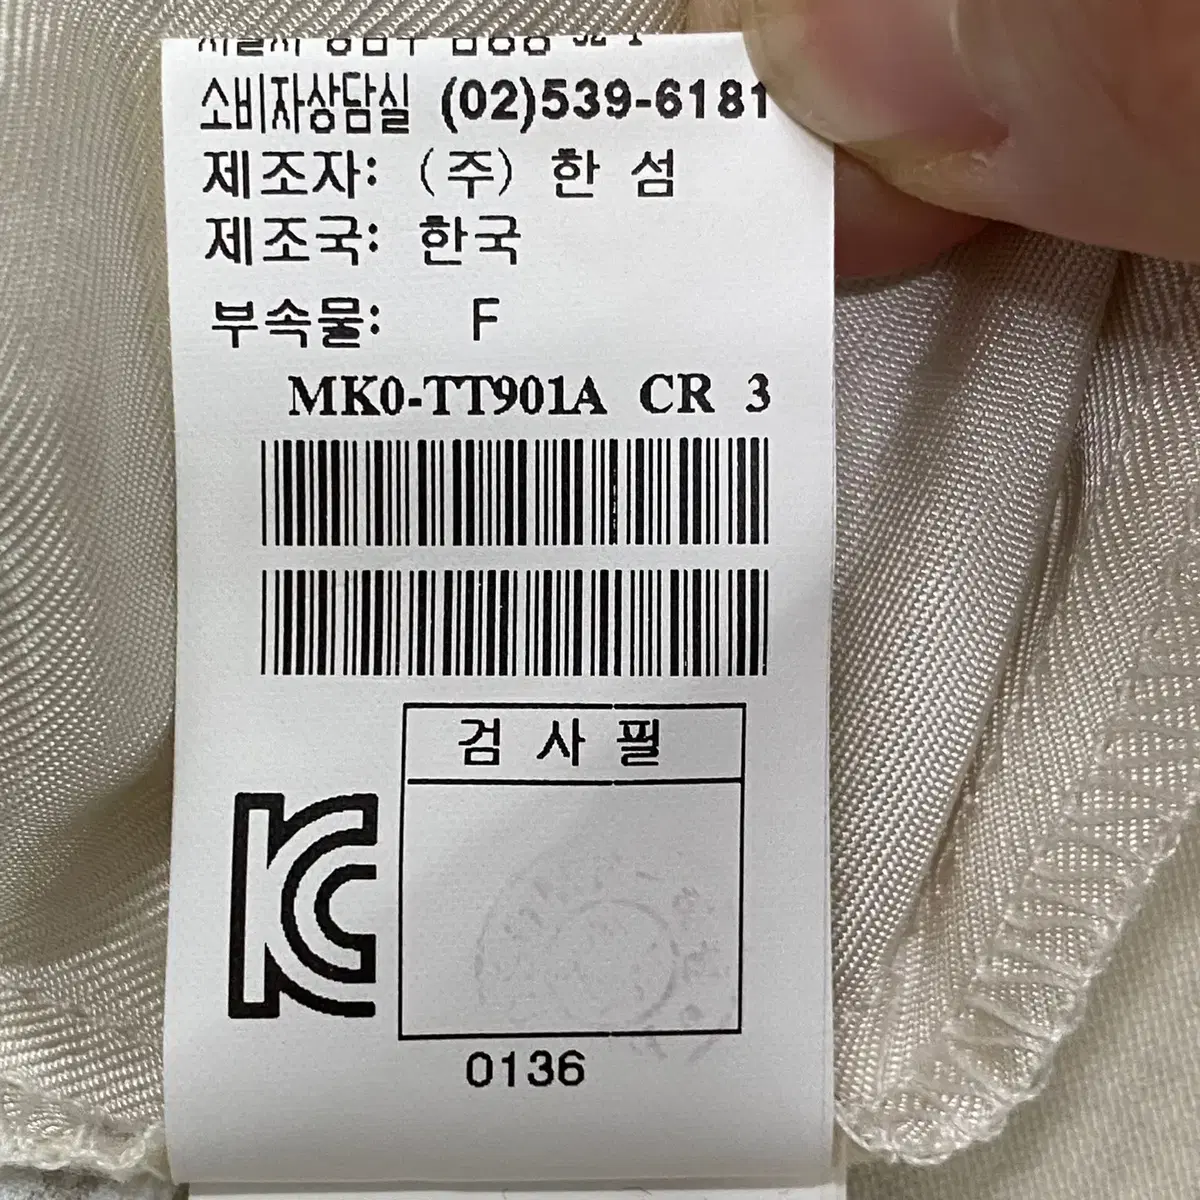 소비자상담실 (02)539-6181
제조자: (주) 한 섬
제조국: 한국
부속물: F
MK0-TT901A CR 3
검 사 필
0136